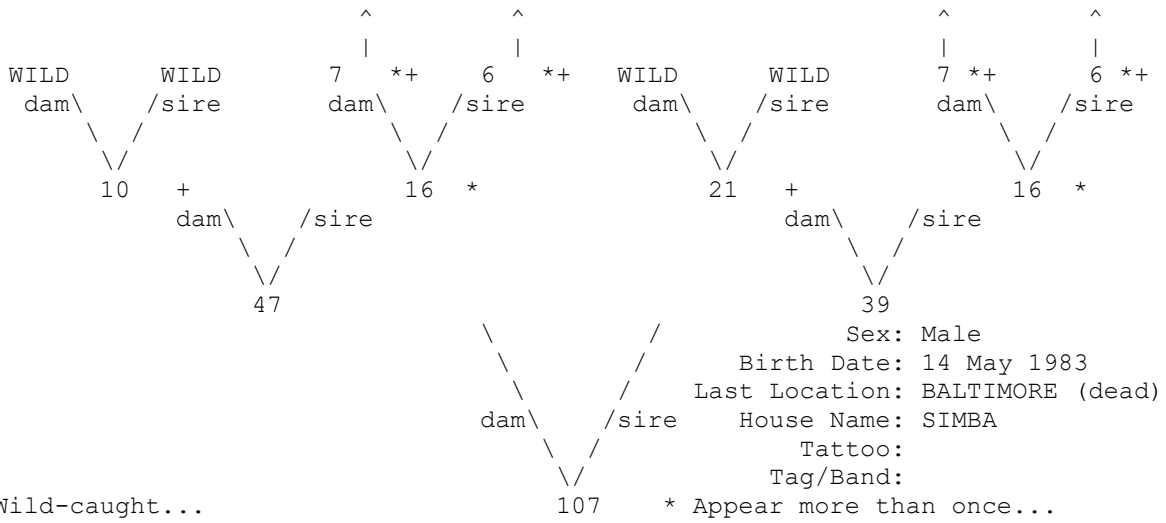 ^ ^ ^ ^
| | | |
WILD WILD 7 *+ 6 *+ WILD WILD 7 *+ 6 *+
dam\ /sire dam\ /sire dam\ /sire dam\ /sire
\ / \ / \ / \ /
\/ \/ \/ \/
10 + 16 * 21 + 16 *
dam\ /sire dam\ /sire
\ / \ /
\/ \/
47 39
\ / Sex: Male
\ / Birth Date: 14 May 1983
\ / Last Location: BALTIMORE (dead)
dam\ /sire House Name: SIMBA
\ / Tattoo:
\/ Tag/Band:
Wild-caught... 107 * Appear more than once...